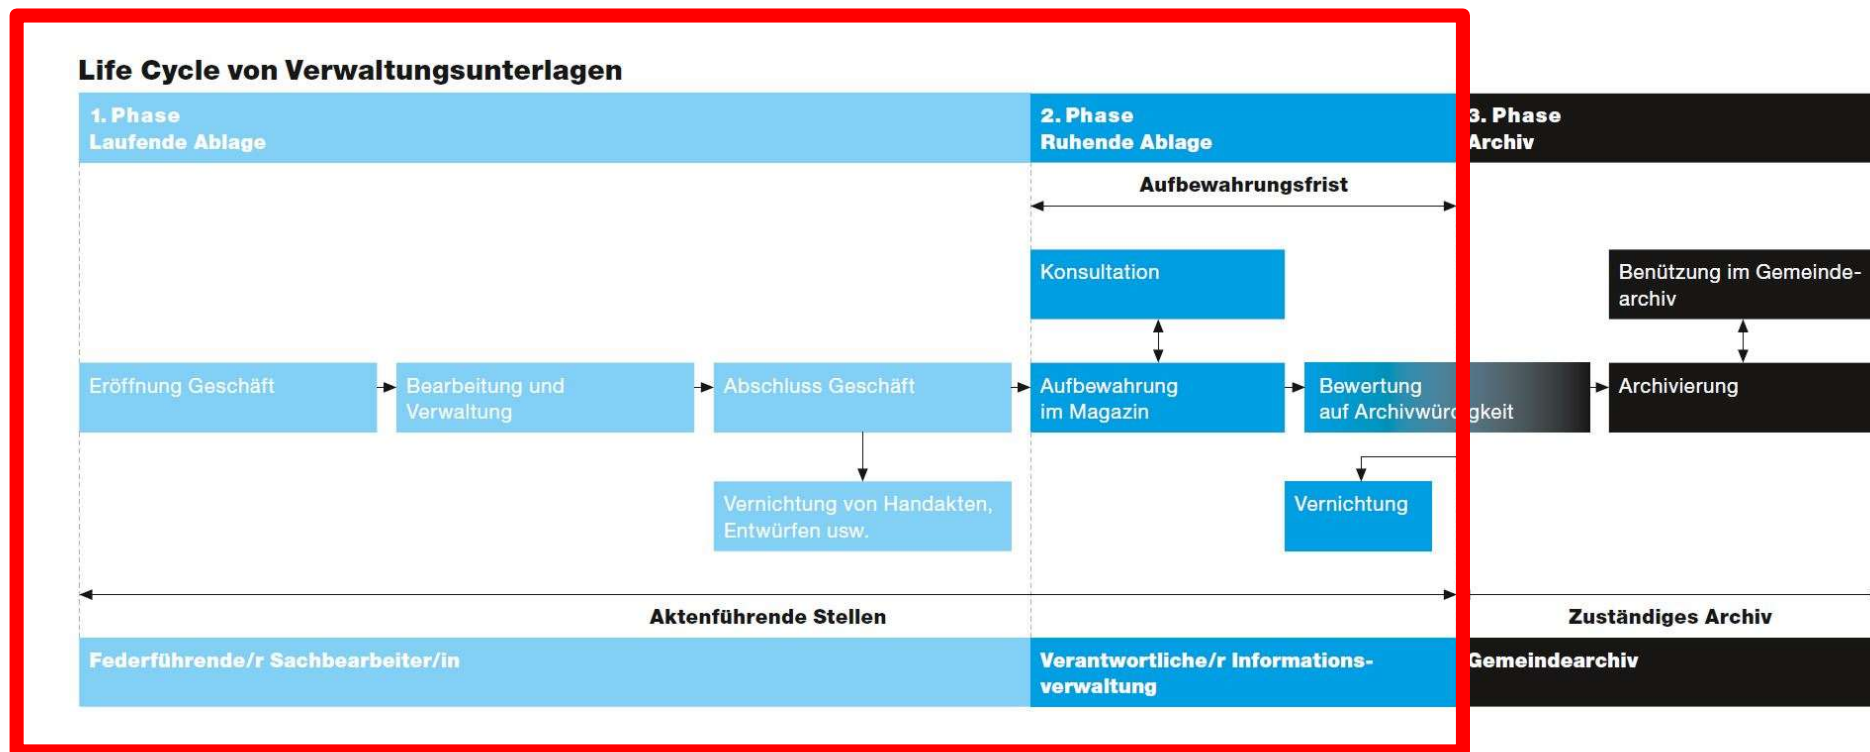 Life Cycle von Verwaltungsunterlagen
1. Phase
Laufende Ablage
2. Phase
Ruhende Ablage
3. Phase
Archiv
Aufbewahrungsfrist
Konsultation
Benützung im Gemeinde-
archiv
Eröffnung Geschäft
Bearbeitung und
Verwaltung
Abschluss Geschäft
Aufbewahrung
im Magazin
Bewertung
auf Archivwürdigkeit
Archivierung
Vernichtung von Handakten,
Entwürfen usw.
Vernichtung
Aktenführende Stellen
Zuständiges Archiv
Federführende/r Sachbearbeiter/in
Verantwortliche/r Informations-
verwaltung
Gemeindearchiv